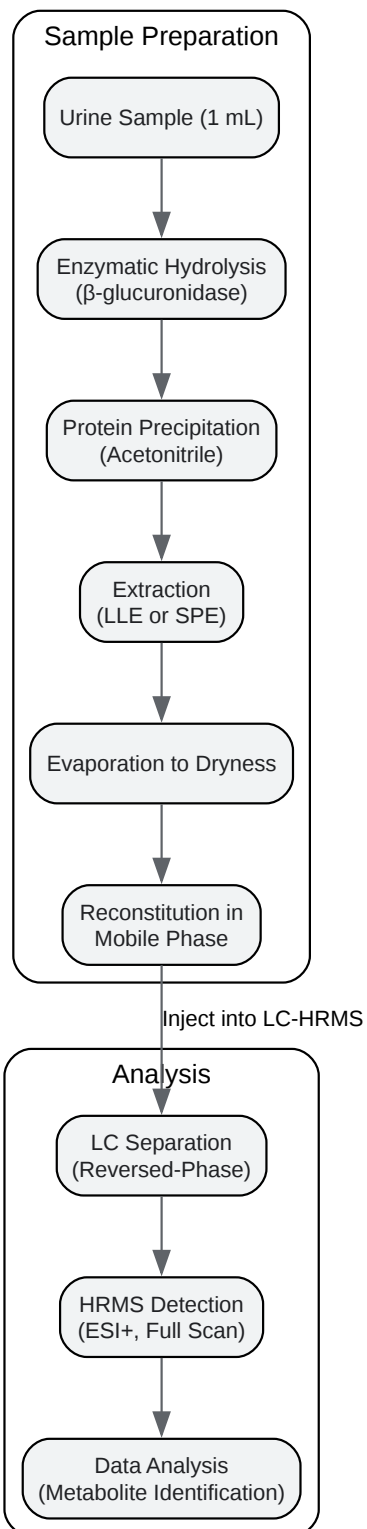 Sample Preparation
Urine Sample (1 mL)
Enzymatic Hydrolysis
(β-glucuronidase)
Protein Precipitation
(Acetonitrile)
Extraction
(LLE or SPE)
Evaporation to Dryness
Reconstitution in
Mobile Phase
Inject into LC-HRMS
Analysis
LC Separation
(Reversed-Phase)
HRMS Detection
(ESI+, Full Scan)
Data Analysis
(Metabolite Identification)